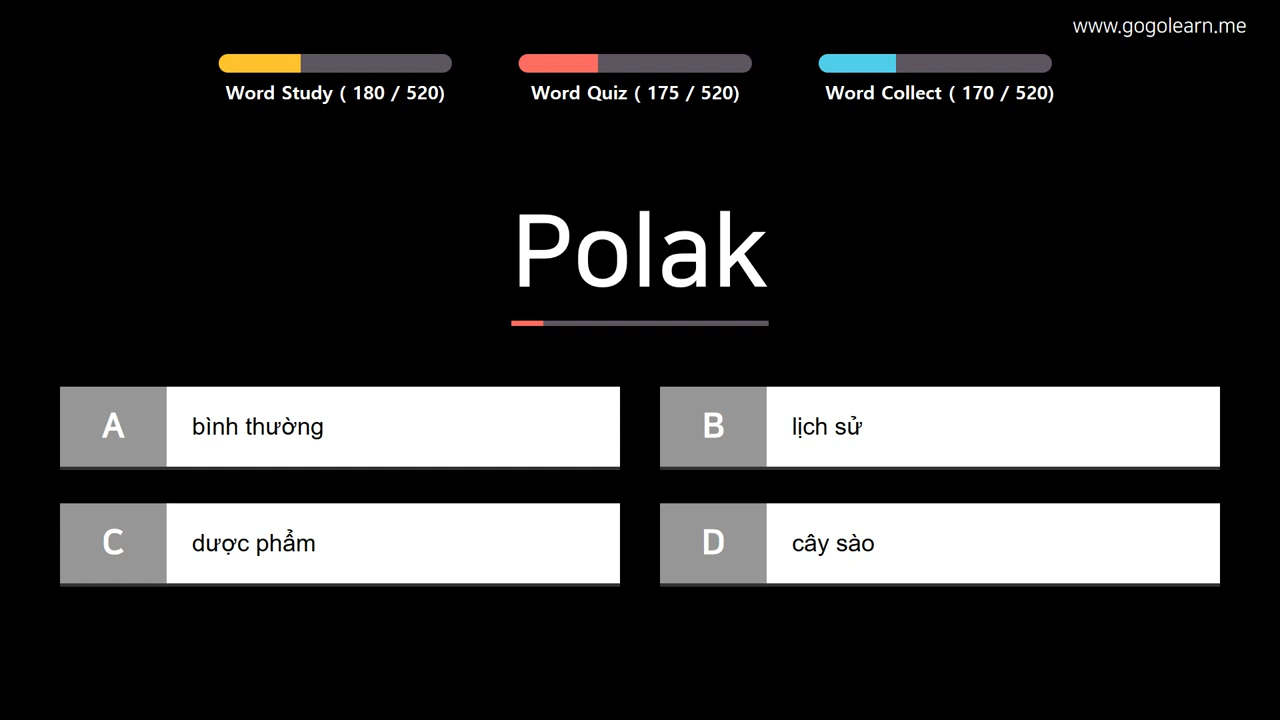 www.gogolearn.me
Word Study ( 180 / 520)
Word Quiz ( 175 / 520)
Word Collect ( 170 / 520)
Polak
A
bình thường
B
lịch sử
C
dược phẩm
D
cây sào